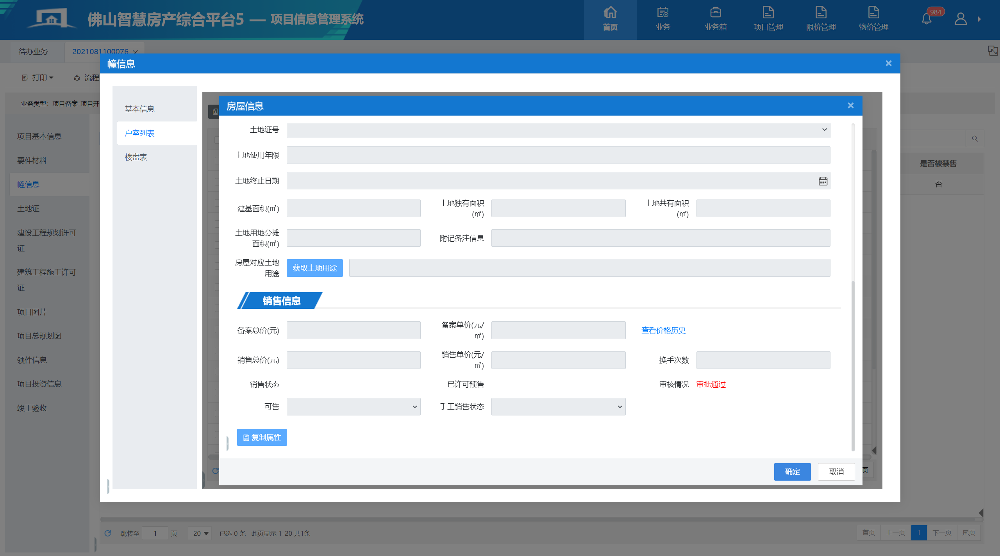 佛山智慧房产综合平台5 — 项目信息管理系统
首页
业务
业务箱
项目管理
限价管理
物价管理
984
待办业务
2021081100076
打印
流程
业务类型：项目备案-项目开
项目基本信息
要件材料
幢信息
土地证
建设工程规划许可
证
建筑工程施工许可
证
项目图片
项目总规划图
领件信息
项目投资信息
竣工验收
幢信息
基本信息
户室列表
楼盘表
房屋信息
土地证号
土地使用年限
土地终止日期
建基面积(㎡)
土地独有面积
(㎡)
土地共有面积
(㎡)
土地用地分摊
面积(㎡)
附记备注信息
房屋对应土地
用途
获取土地用途
销售信息
备案总价(元)
备案单价(元/
㎡)
查看价格历史
销售总价(元)
销售单价(元/
㎡)
换手次数
销售状态
已许可预售
审核情况 审批通过
可售
手工销售状态
复制属性
确定
取消
页
是否被禁售
否
跳转至 1 页 20 已选 0 条 此页显示 1-20 共1条
首页 上一页 1 下一页 尾页